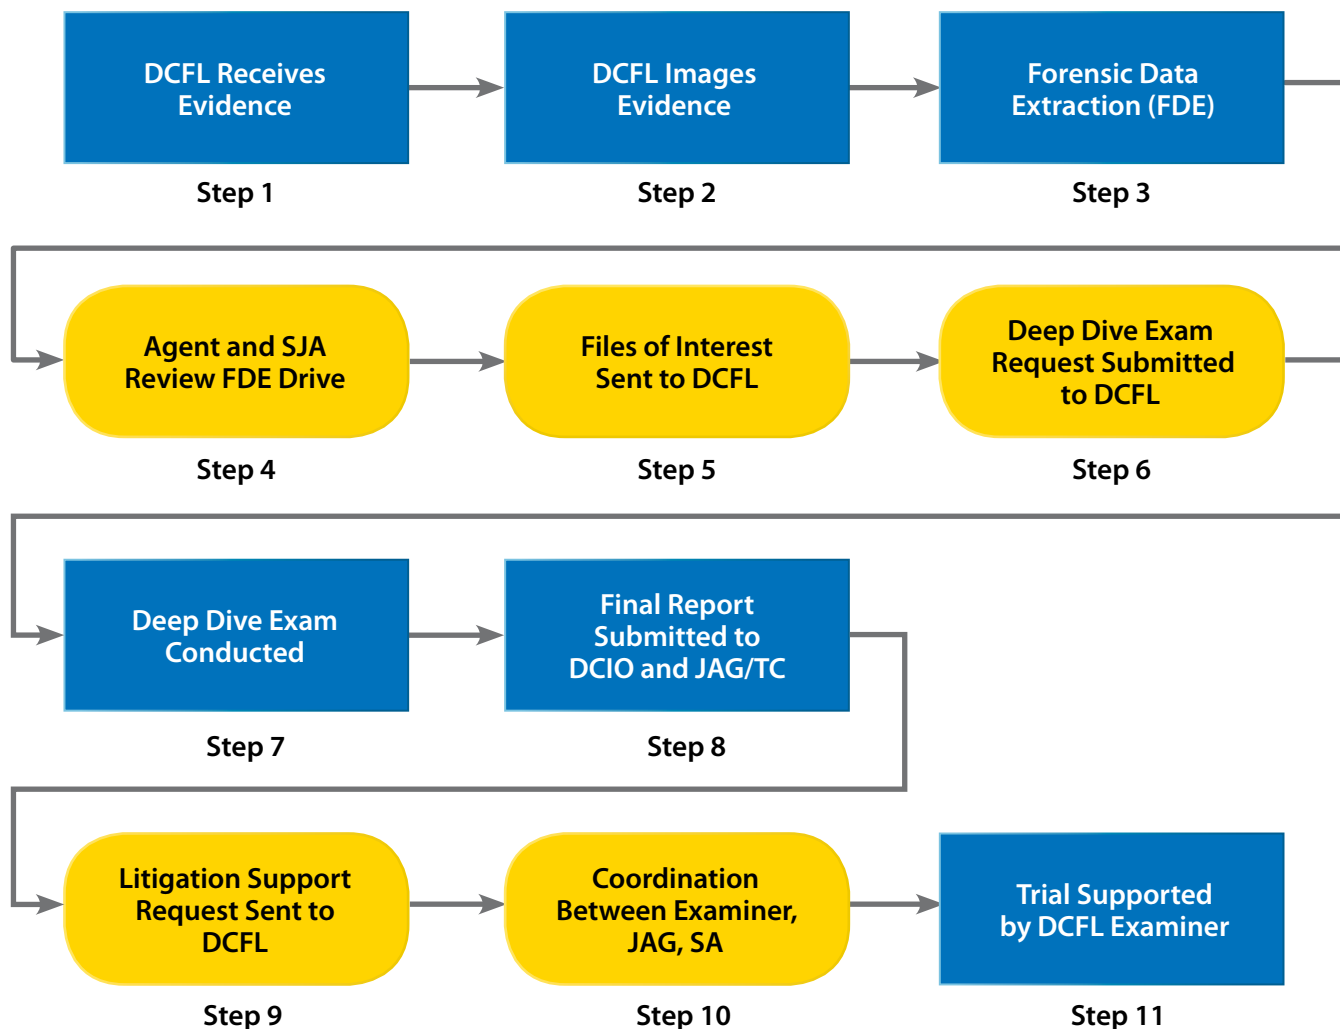 DCFL Receives
Evidence
Step 1
DCFL Images
Evidence
Step 2
Forensic Data
Extraction (FDE)
Step 3
Agent and SJA
Review FDE Drive
Step 4
Files of Interest
Sent to DCFL
Step 5
Deep Dive Exam
Request Submitted
to DCFL
Step 6
Deep Dive Exam
Conducted
Step 7
Final Report
Submitted to
DCIO and JAG/TC
Step 8
Litigation Support
Request Sent to
DCFL
Step 9
Coordination
Between Examiner,
JAG, SA
Step 10
Trial Supported
by DCFL Examiner
Step 11